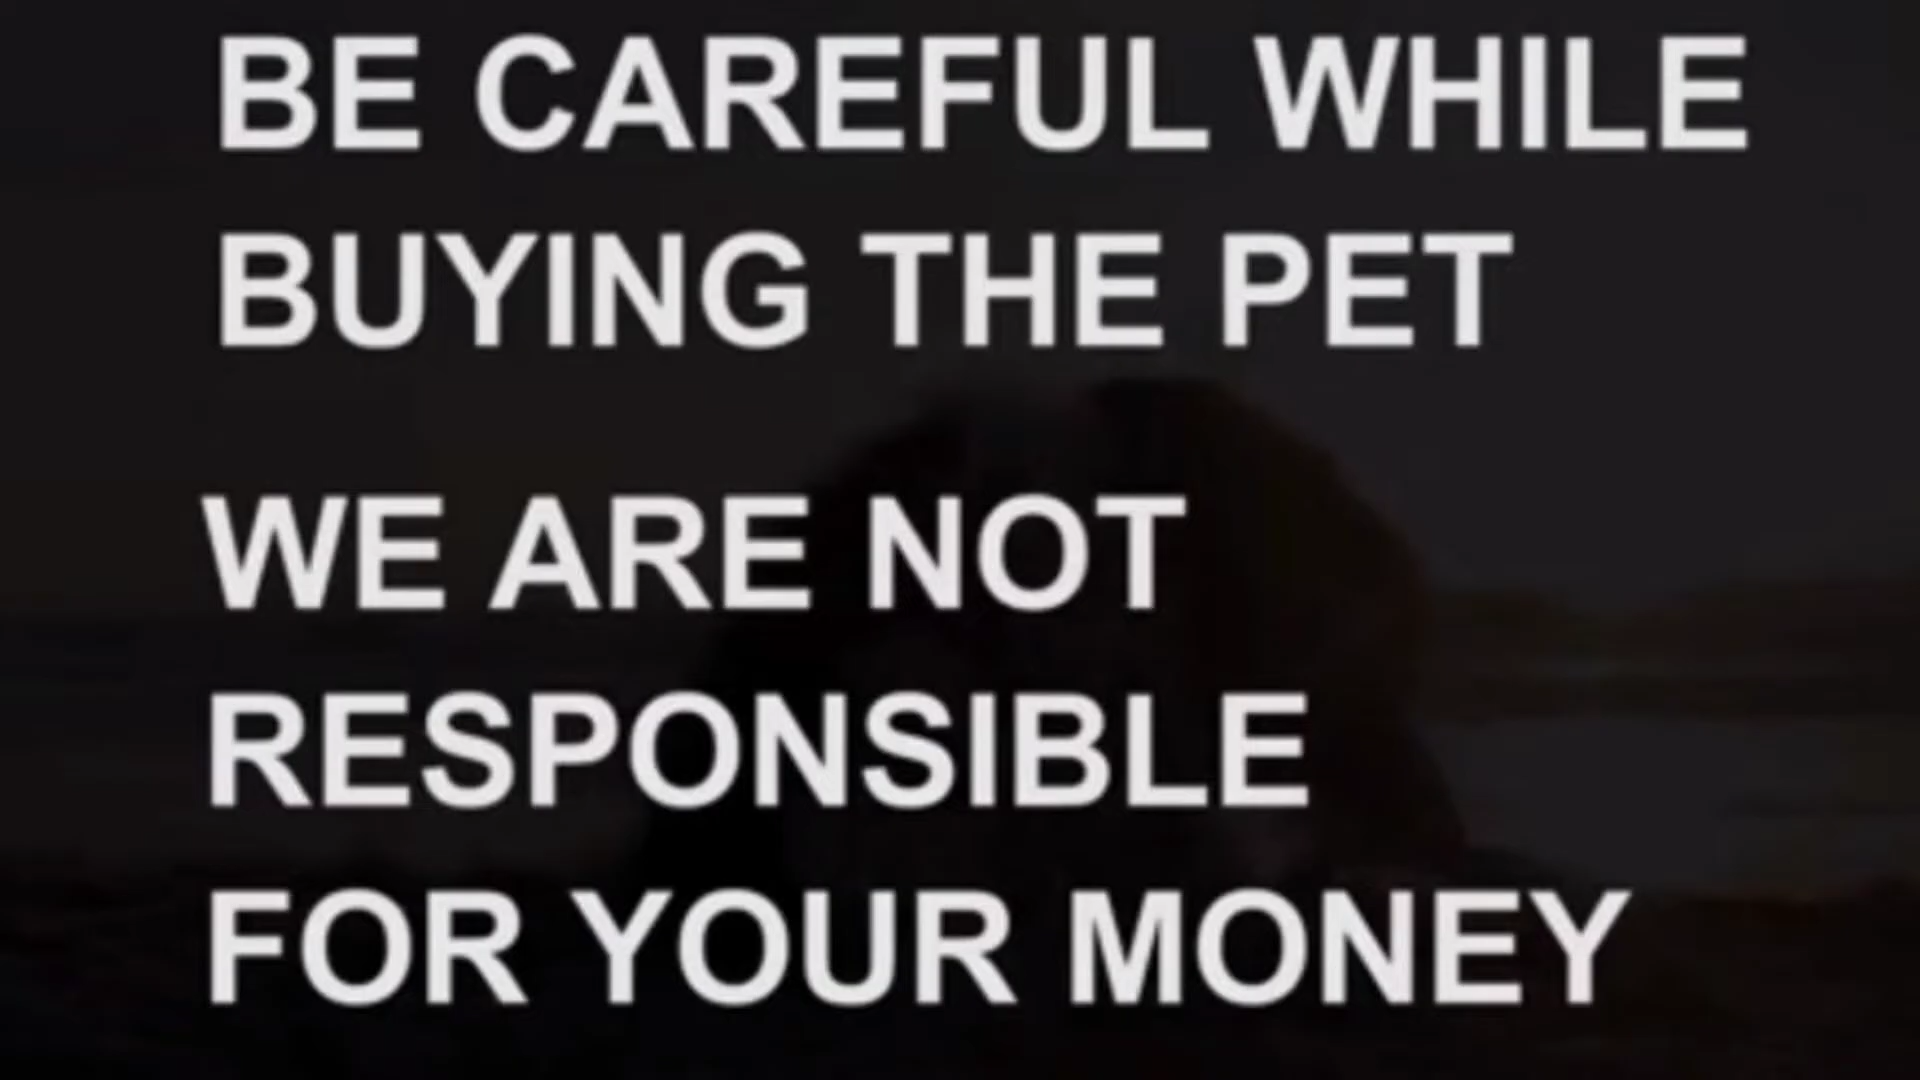 BE CAREFUL WHILE
BUYING THE PET
WE ARE NOT
RESPONSIBLE
FOR YOUR MONEY